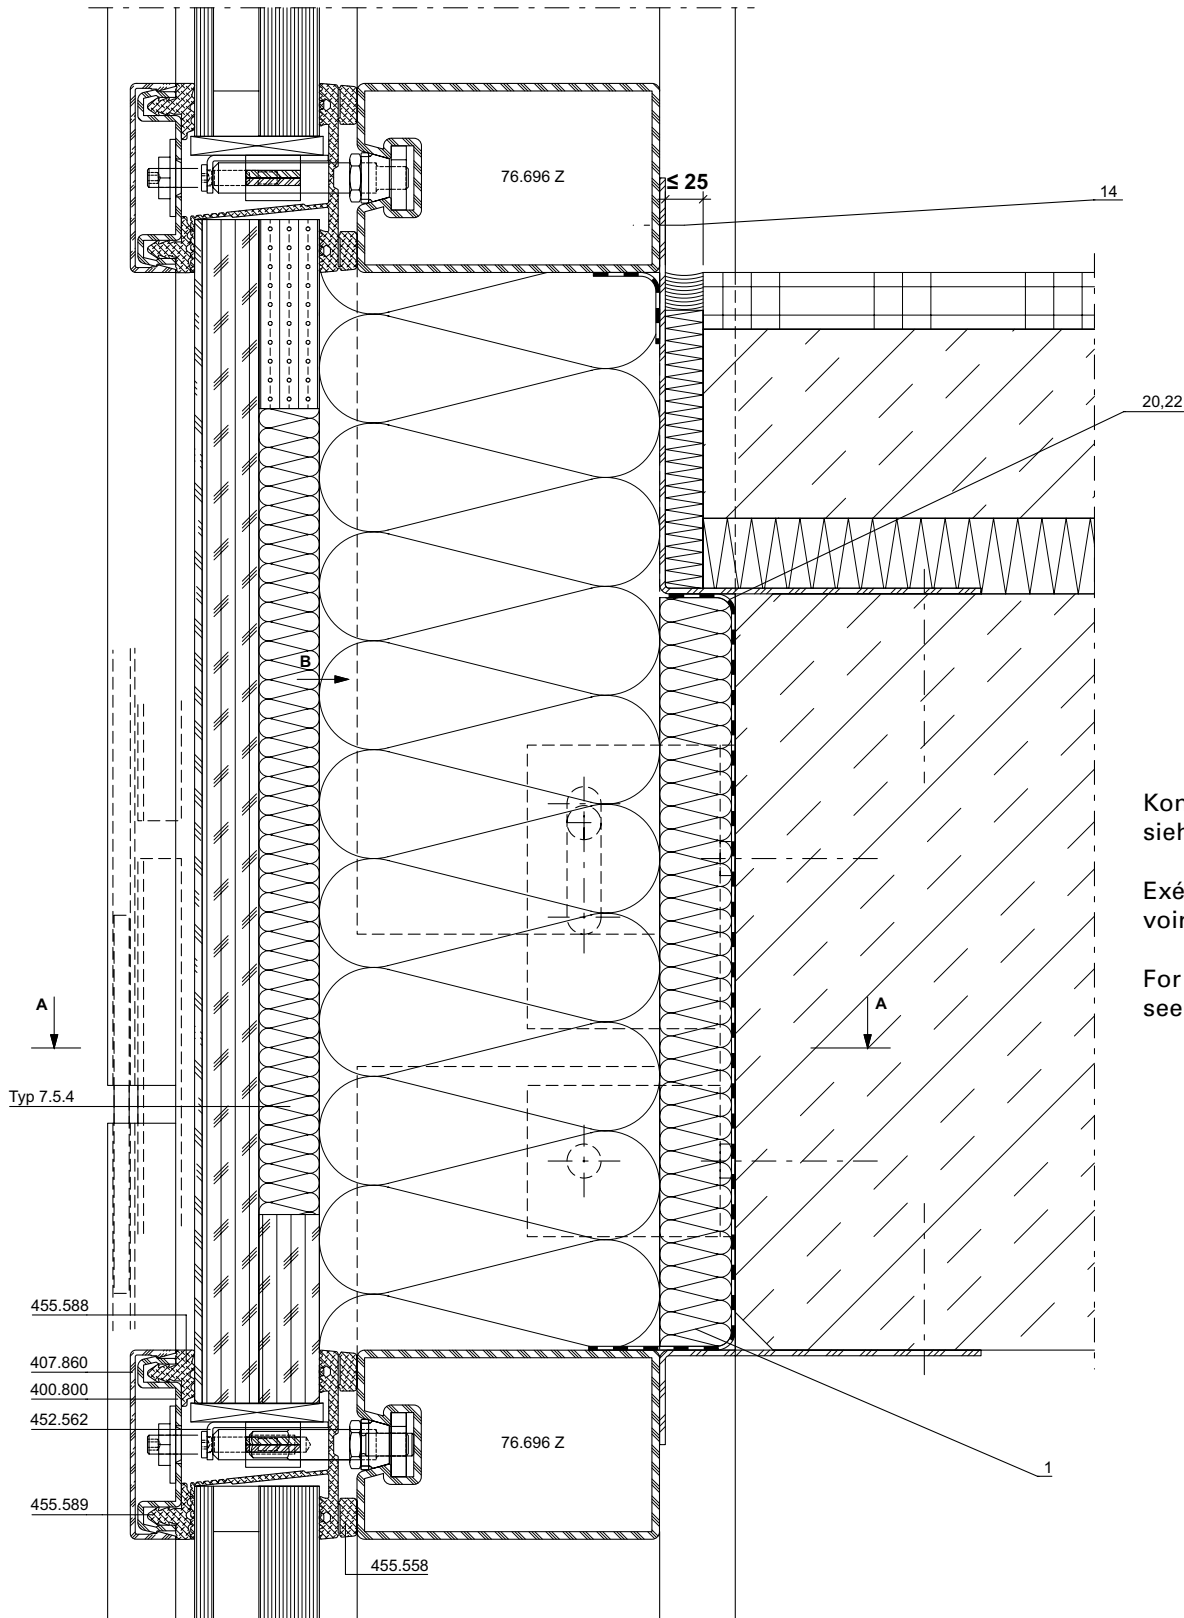 76.696 Z
≤ 25
14
20,22
B
Kon
sieh
Exé
voir
For
see
A
A
Typ 7.5.4
455.588
407.860
400.800
452.562
76.696 Z
1
455.589
455.558